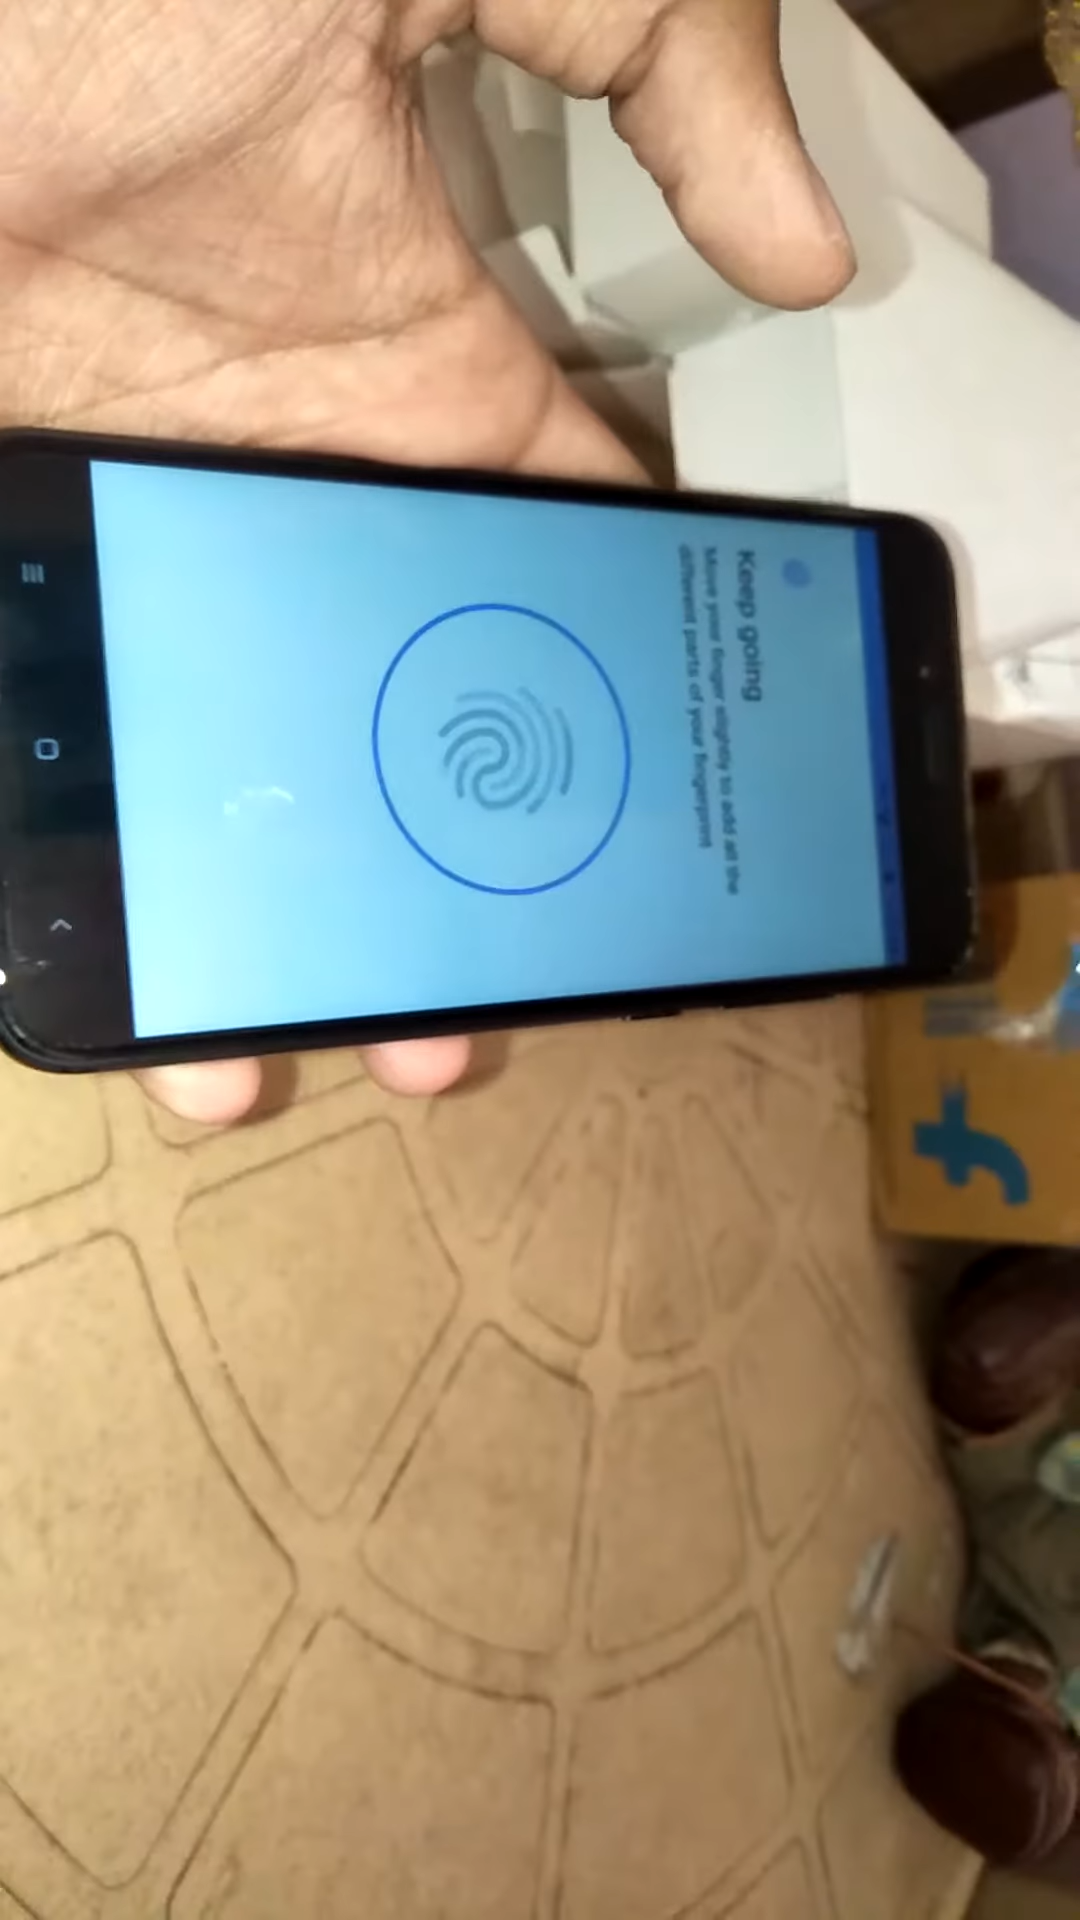 Keep going
Move your finger slightly to add all the
different parts of your fingerprint